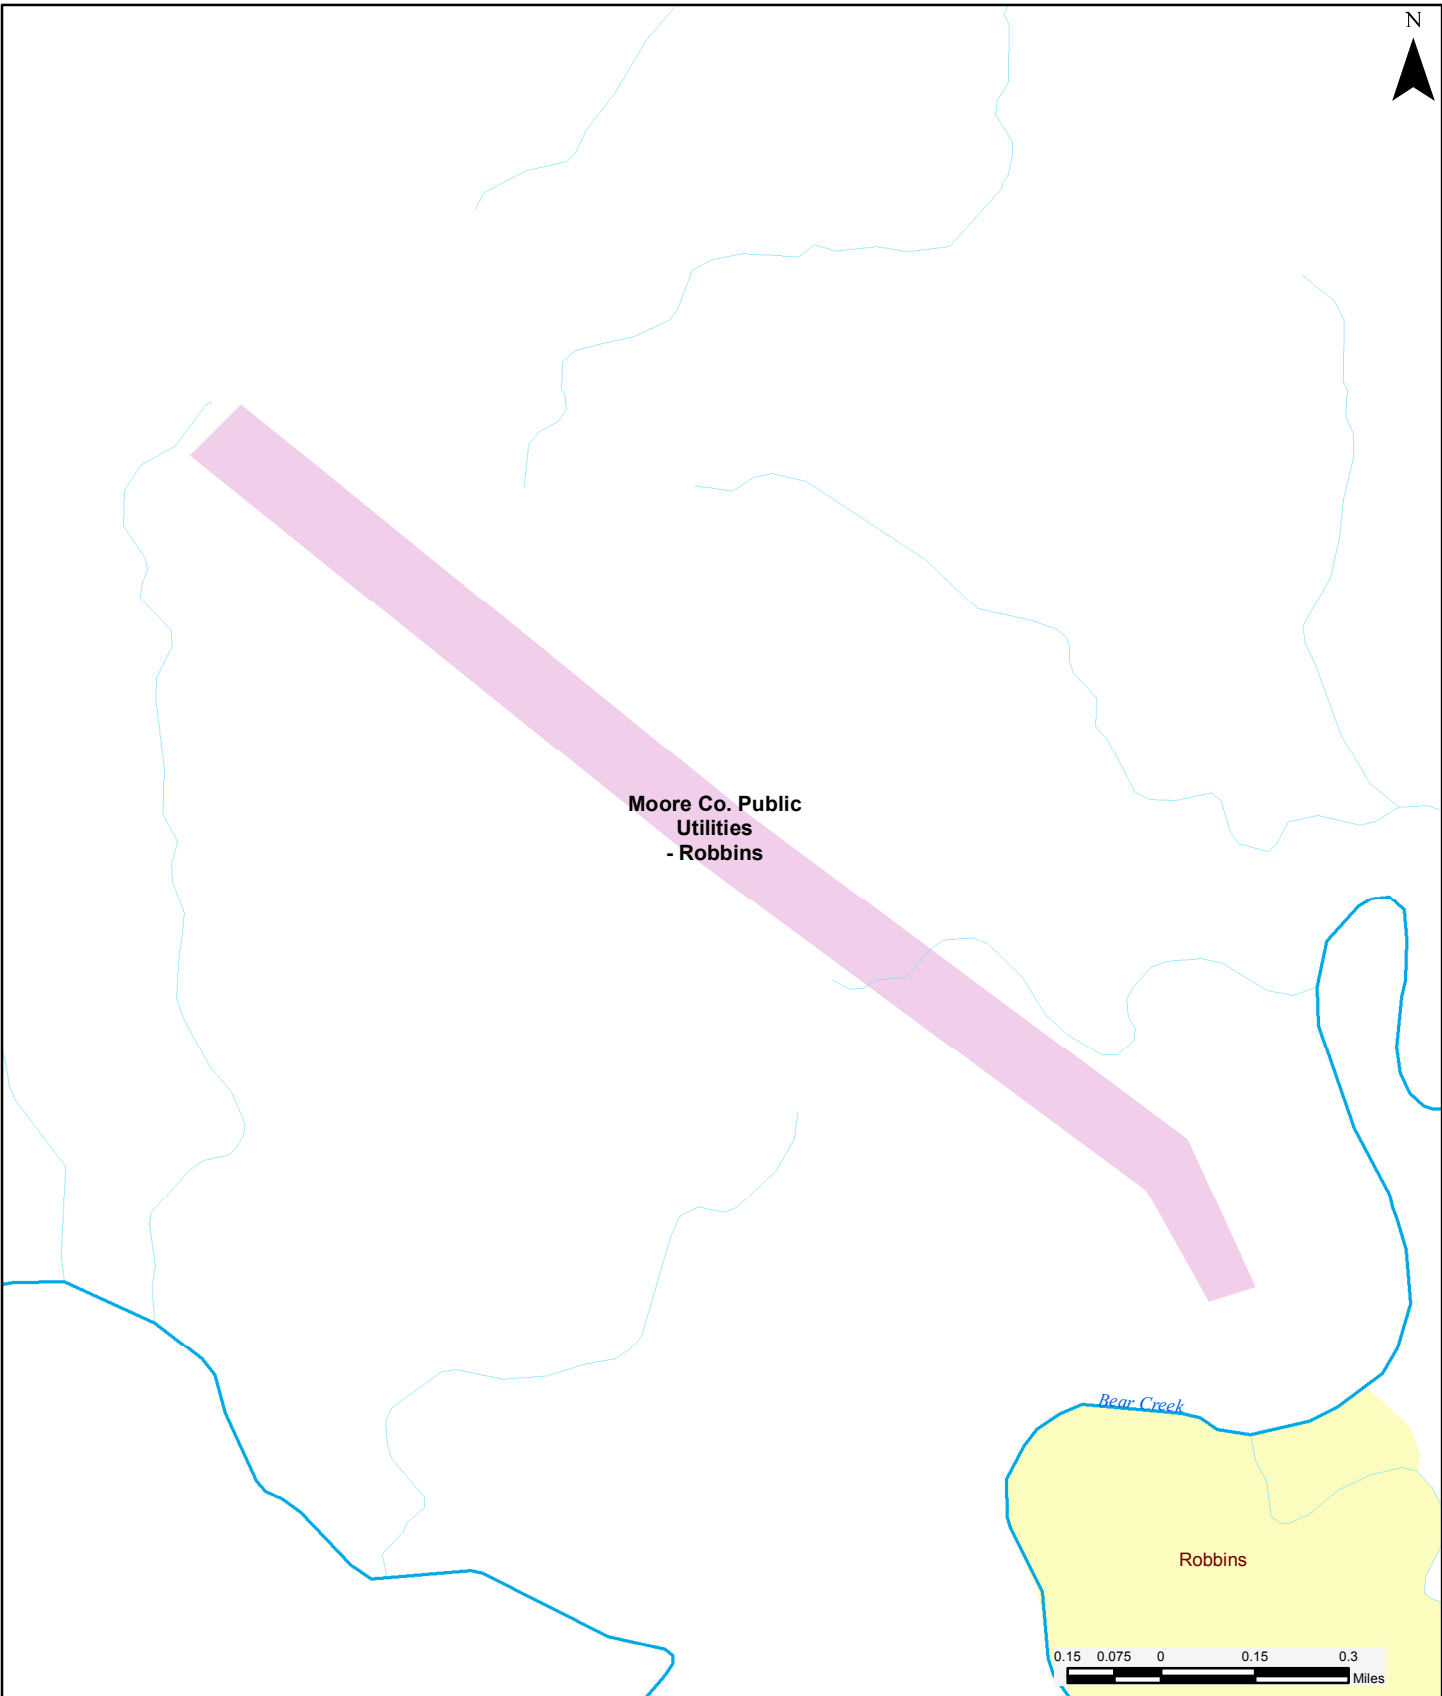 N
Moore Co. Public
Utilities
- Robbins
Bear Creek
Robbins
0.15 0.075 0 0.15 0.3
Miles